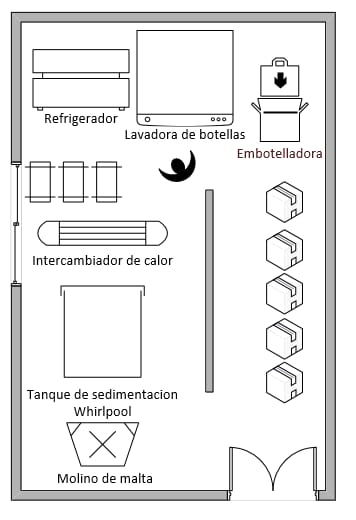 Refrigerador
Lavadora de botellas
Embotelladora
Intercambiador de calor
Tanque de sedimentacion
Whirlpool
Molino de malta